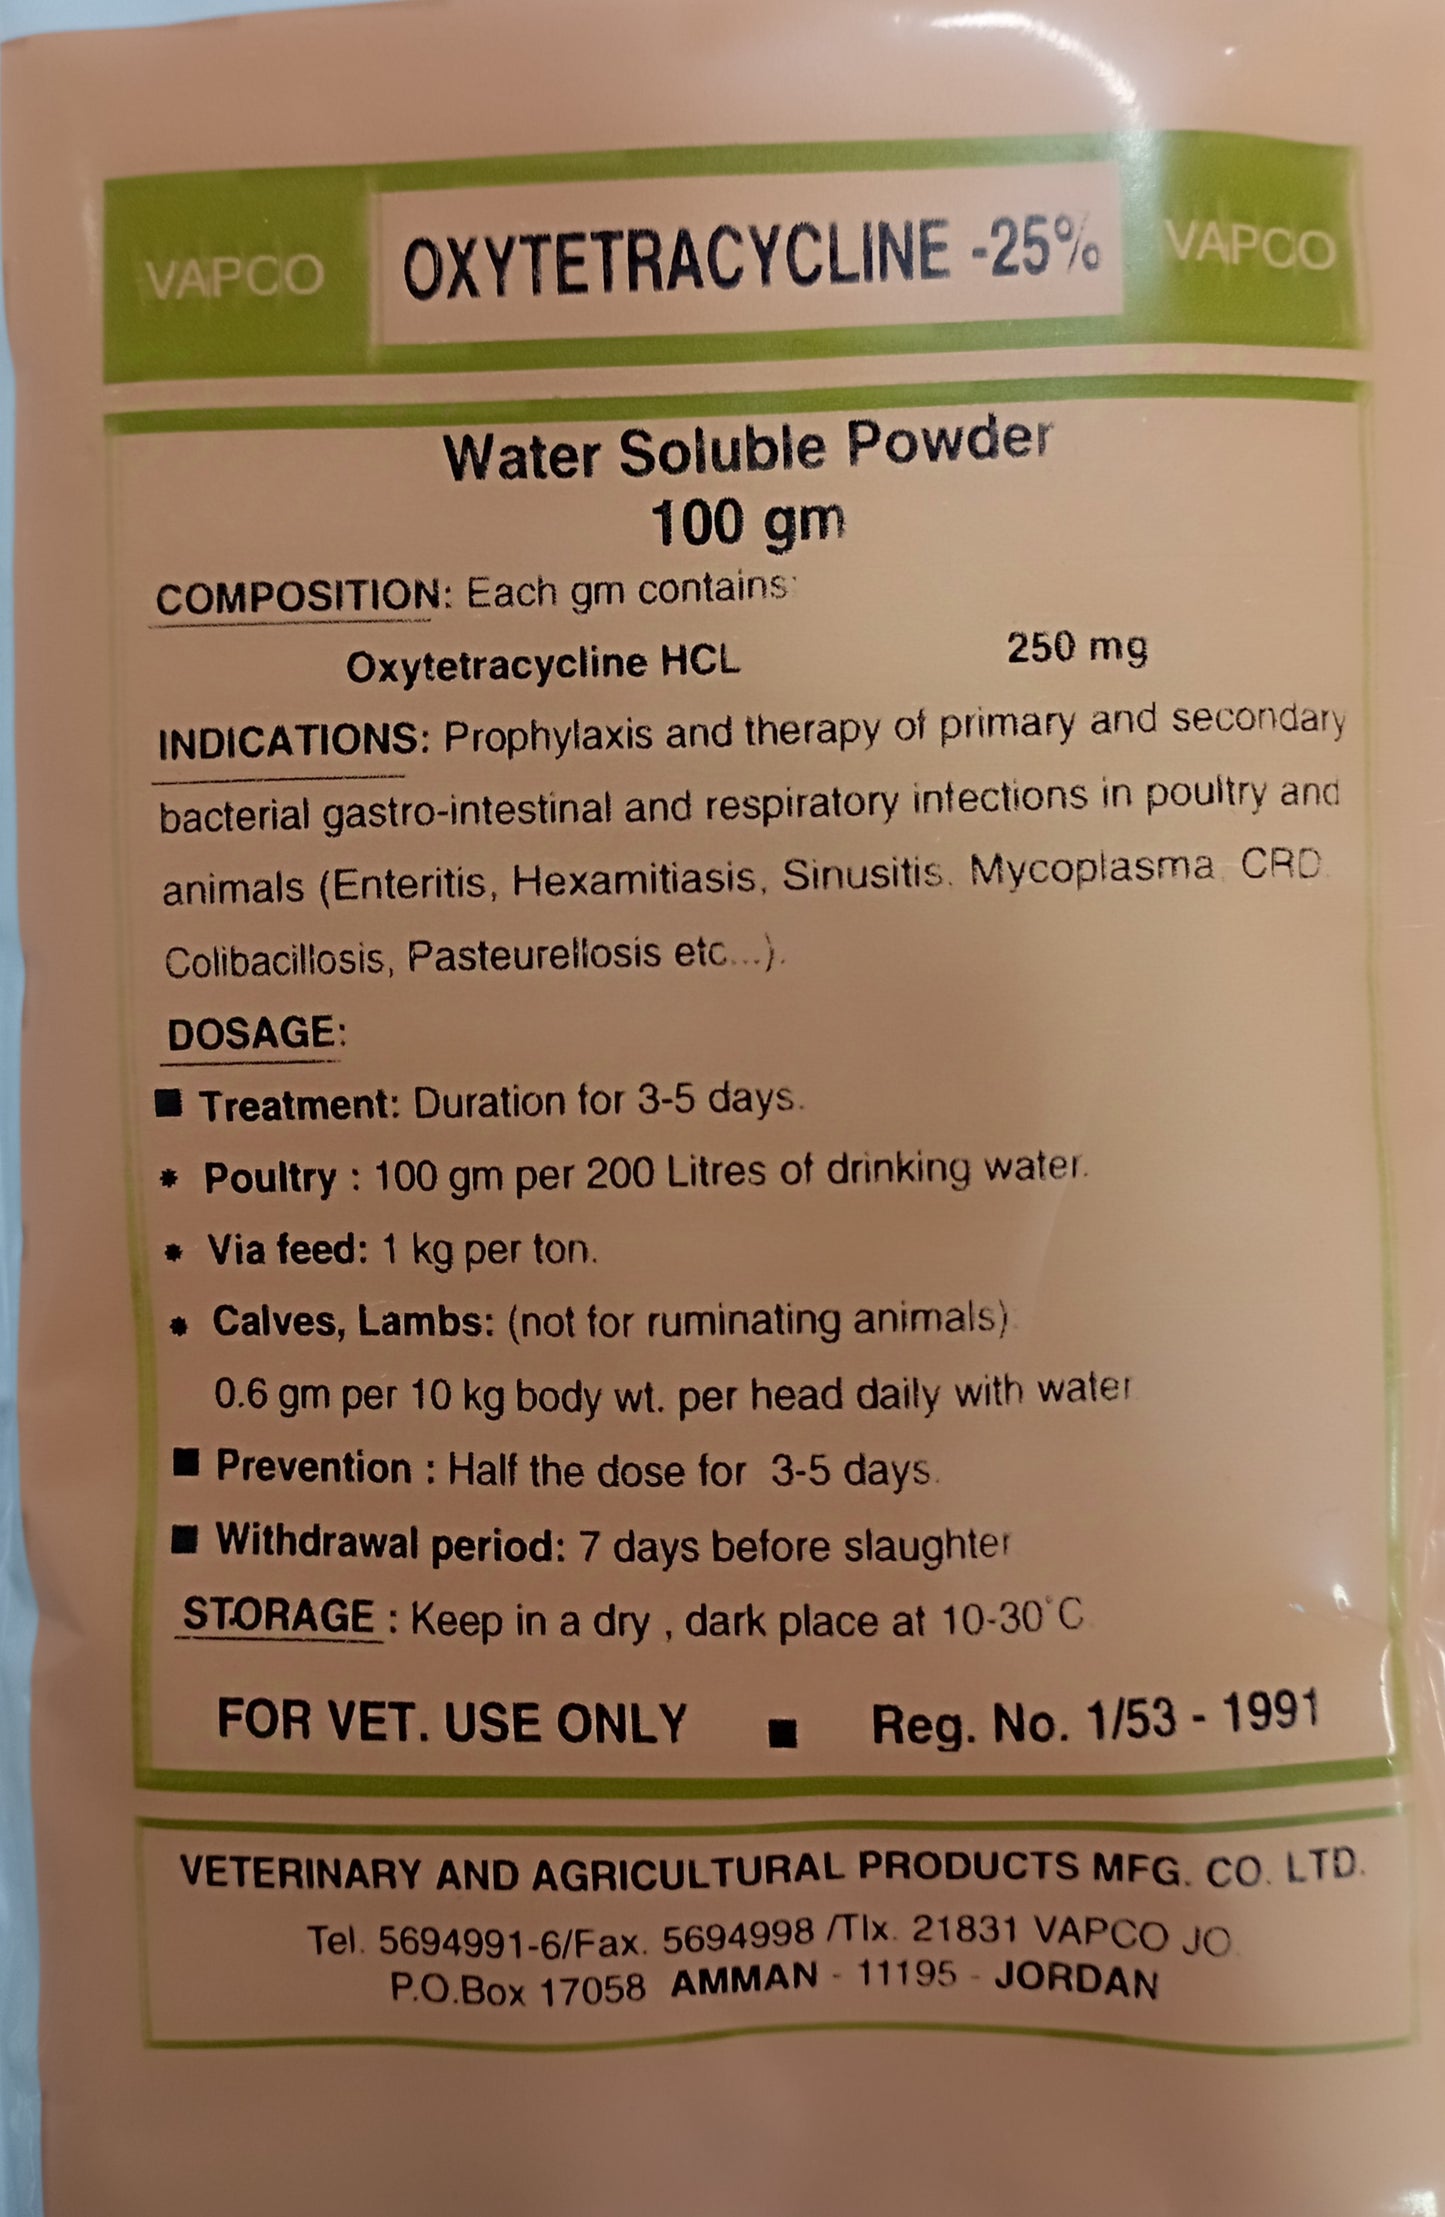 VAPCO OXYTETRACYCLINE -25% VAPCO
Water Soluble Powder
100 gm
COMPOSITION: Each gm contains:
Oxytetracycline HCL 250 mg
INDICATIONS: Prophylaxis and therapy of primary and secondary
bacterial gastro-intestinal and respiratory infections in poultry and
animals (Enteritis, Hexamitiasis, Sinusitis, Mycoplasma, CRD,
Colibacillosis, Pasteurellosis etc...).
DOSAGE:
■ Treatment: Duration for 3-5 days.
* Poultry : 100 gm per 200 Litres of drinking water.
* Via feed: 1 kg per ton.
* Calves, Lambs: (not for ruminating animals)
0.6 gm per 10 kg body wt. per head daily with water
■ Prevention : Half the dose for 3-5 days.
■ Withdrawal period: 7 days before slaughter
STORAGE : Keep in a dry , dark place at 10-30°C
FOR VET. USE ONLY ■ Reg. No. 1/53 - 1991
VETERINARY AND AGRICULTURAL PRODUCTS MFG. CO. LTD.
Tel. 5694991-6/Fax. 5694998 /Tlx. 21831 VAPCO JO.
P.O.Box 17058 AMMAN - 11195 - JORDAN